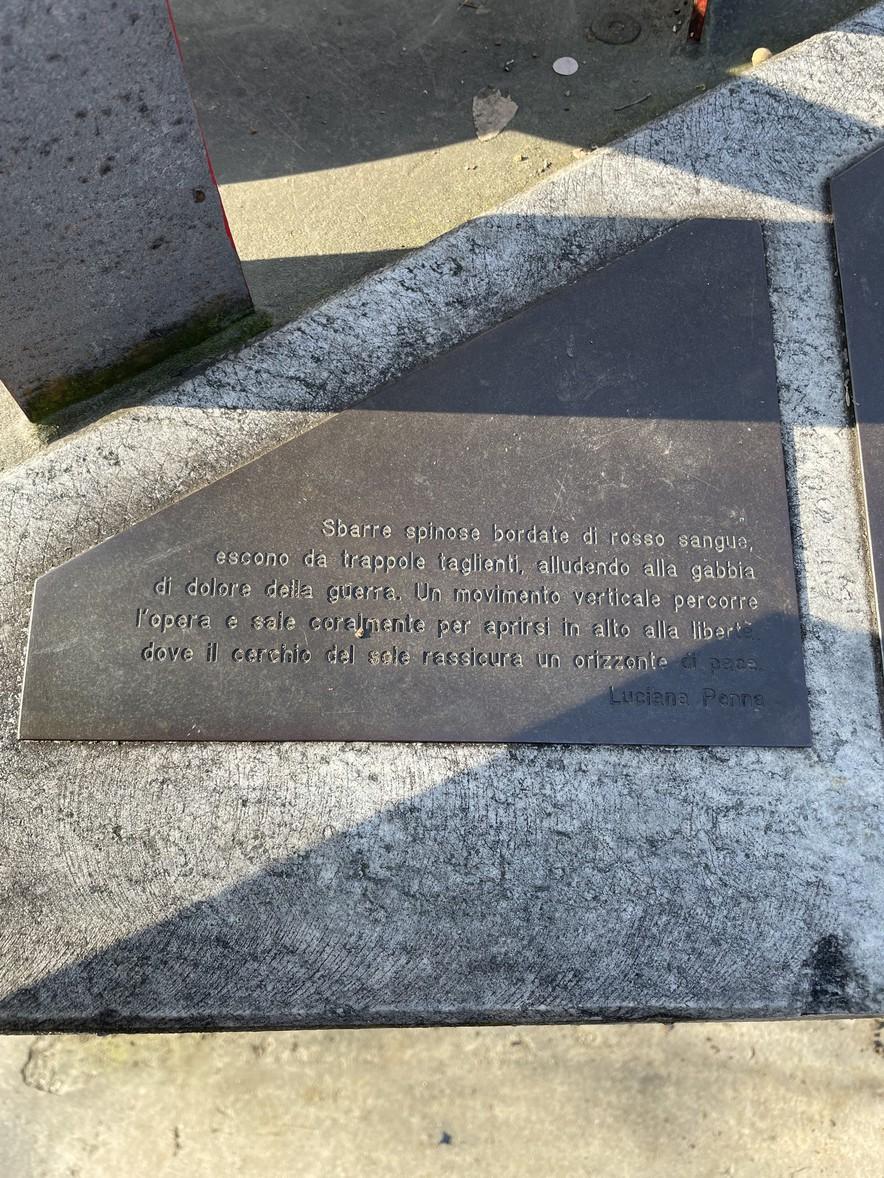 Sbarre spinose bordate di rosso sangue,
escono da trappole taglienti, alludendo alla gabbia
di dolore della guerra. Un movimento verticale percorre
l'opera e sale coralmente per aprirsi in alto alla libertà,
dove il cerchio del sole rassicura un orizzonte di pace.
Luciana Penna